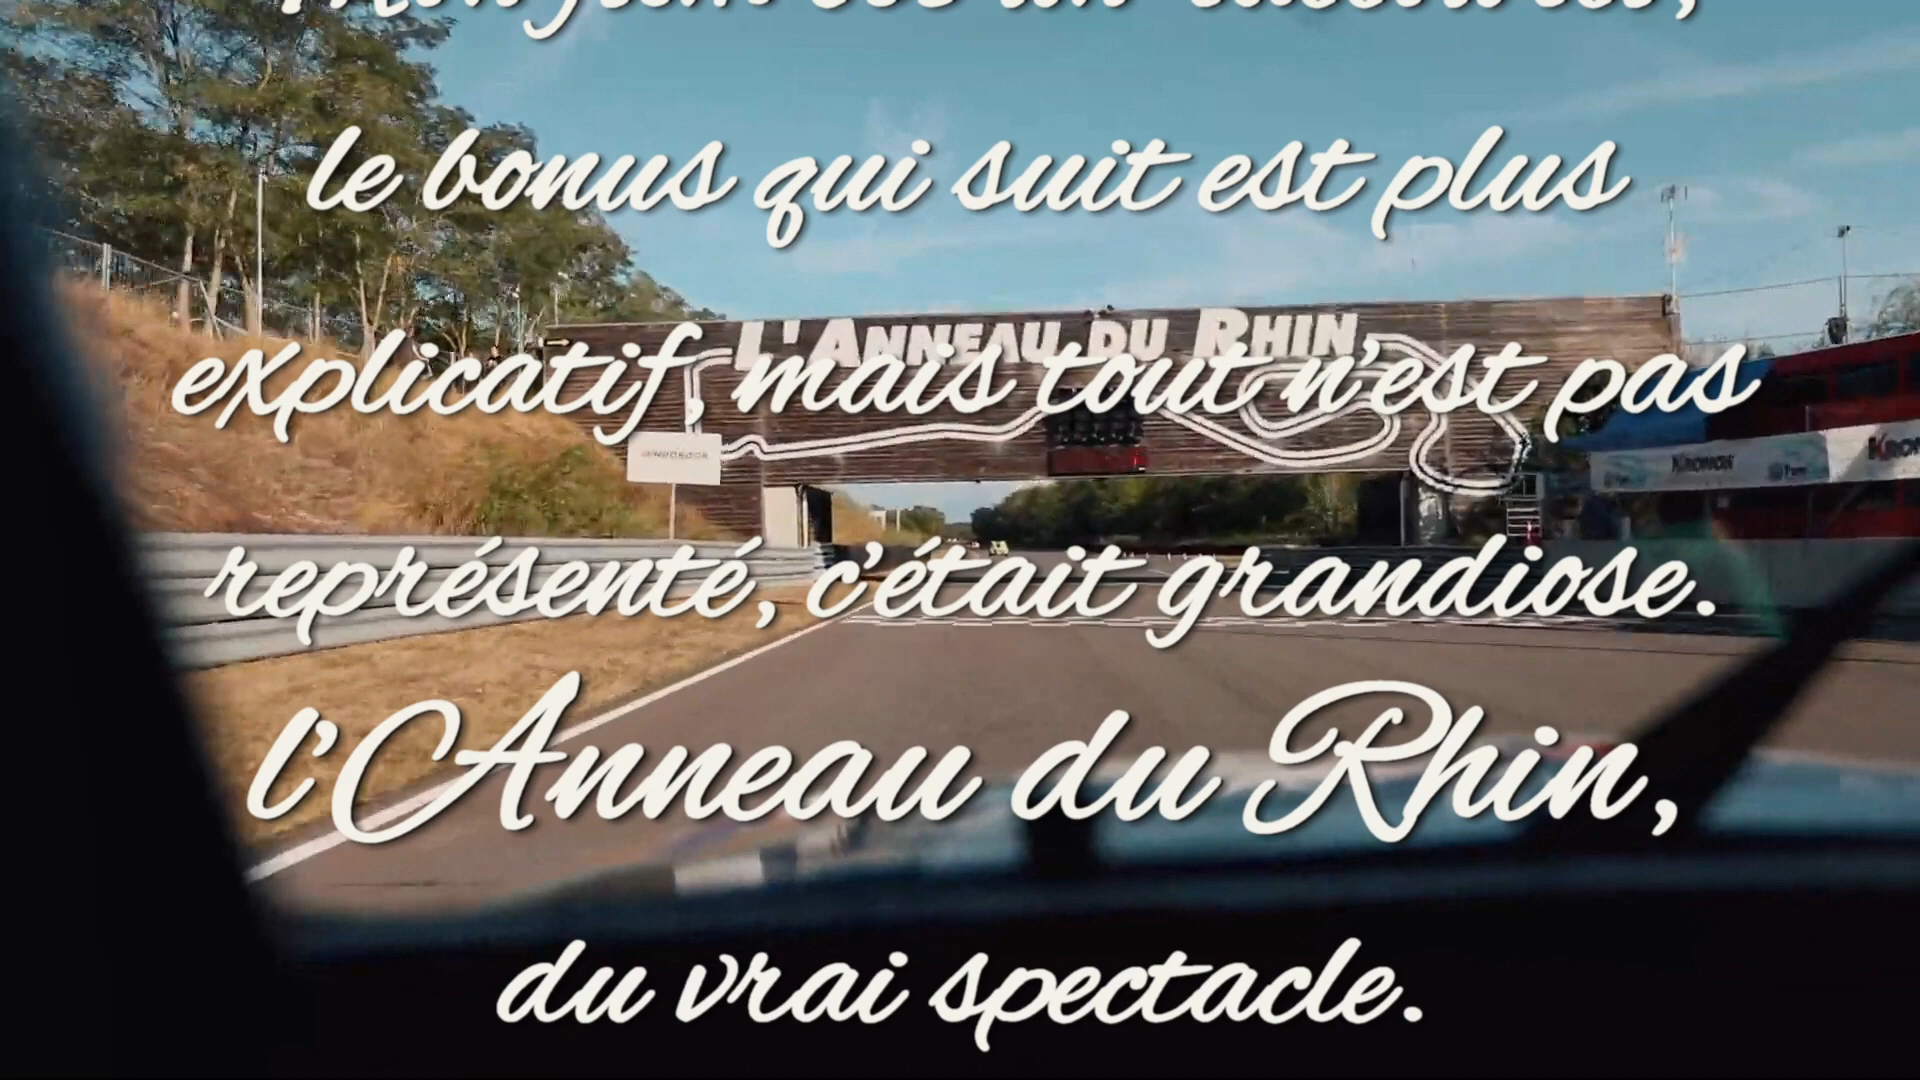 le bonus qui suit est plus
L'ANNEAU DU RHIN
explicatif, mais tout n'est pas
KRONOS
représenté, c'était grandiose.
l'Anneau du Rhin,
du vrai spectacle.